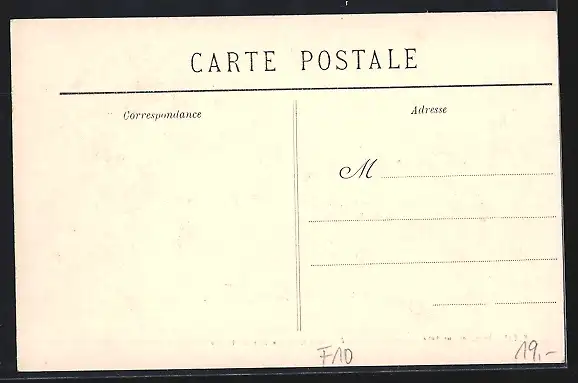 CARTE POSTALE
Correspondance
Adresse
M
F10
19,-